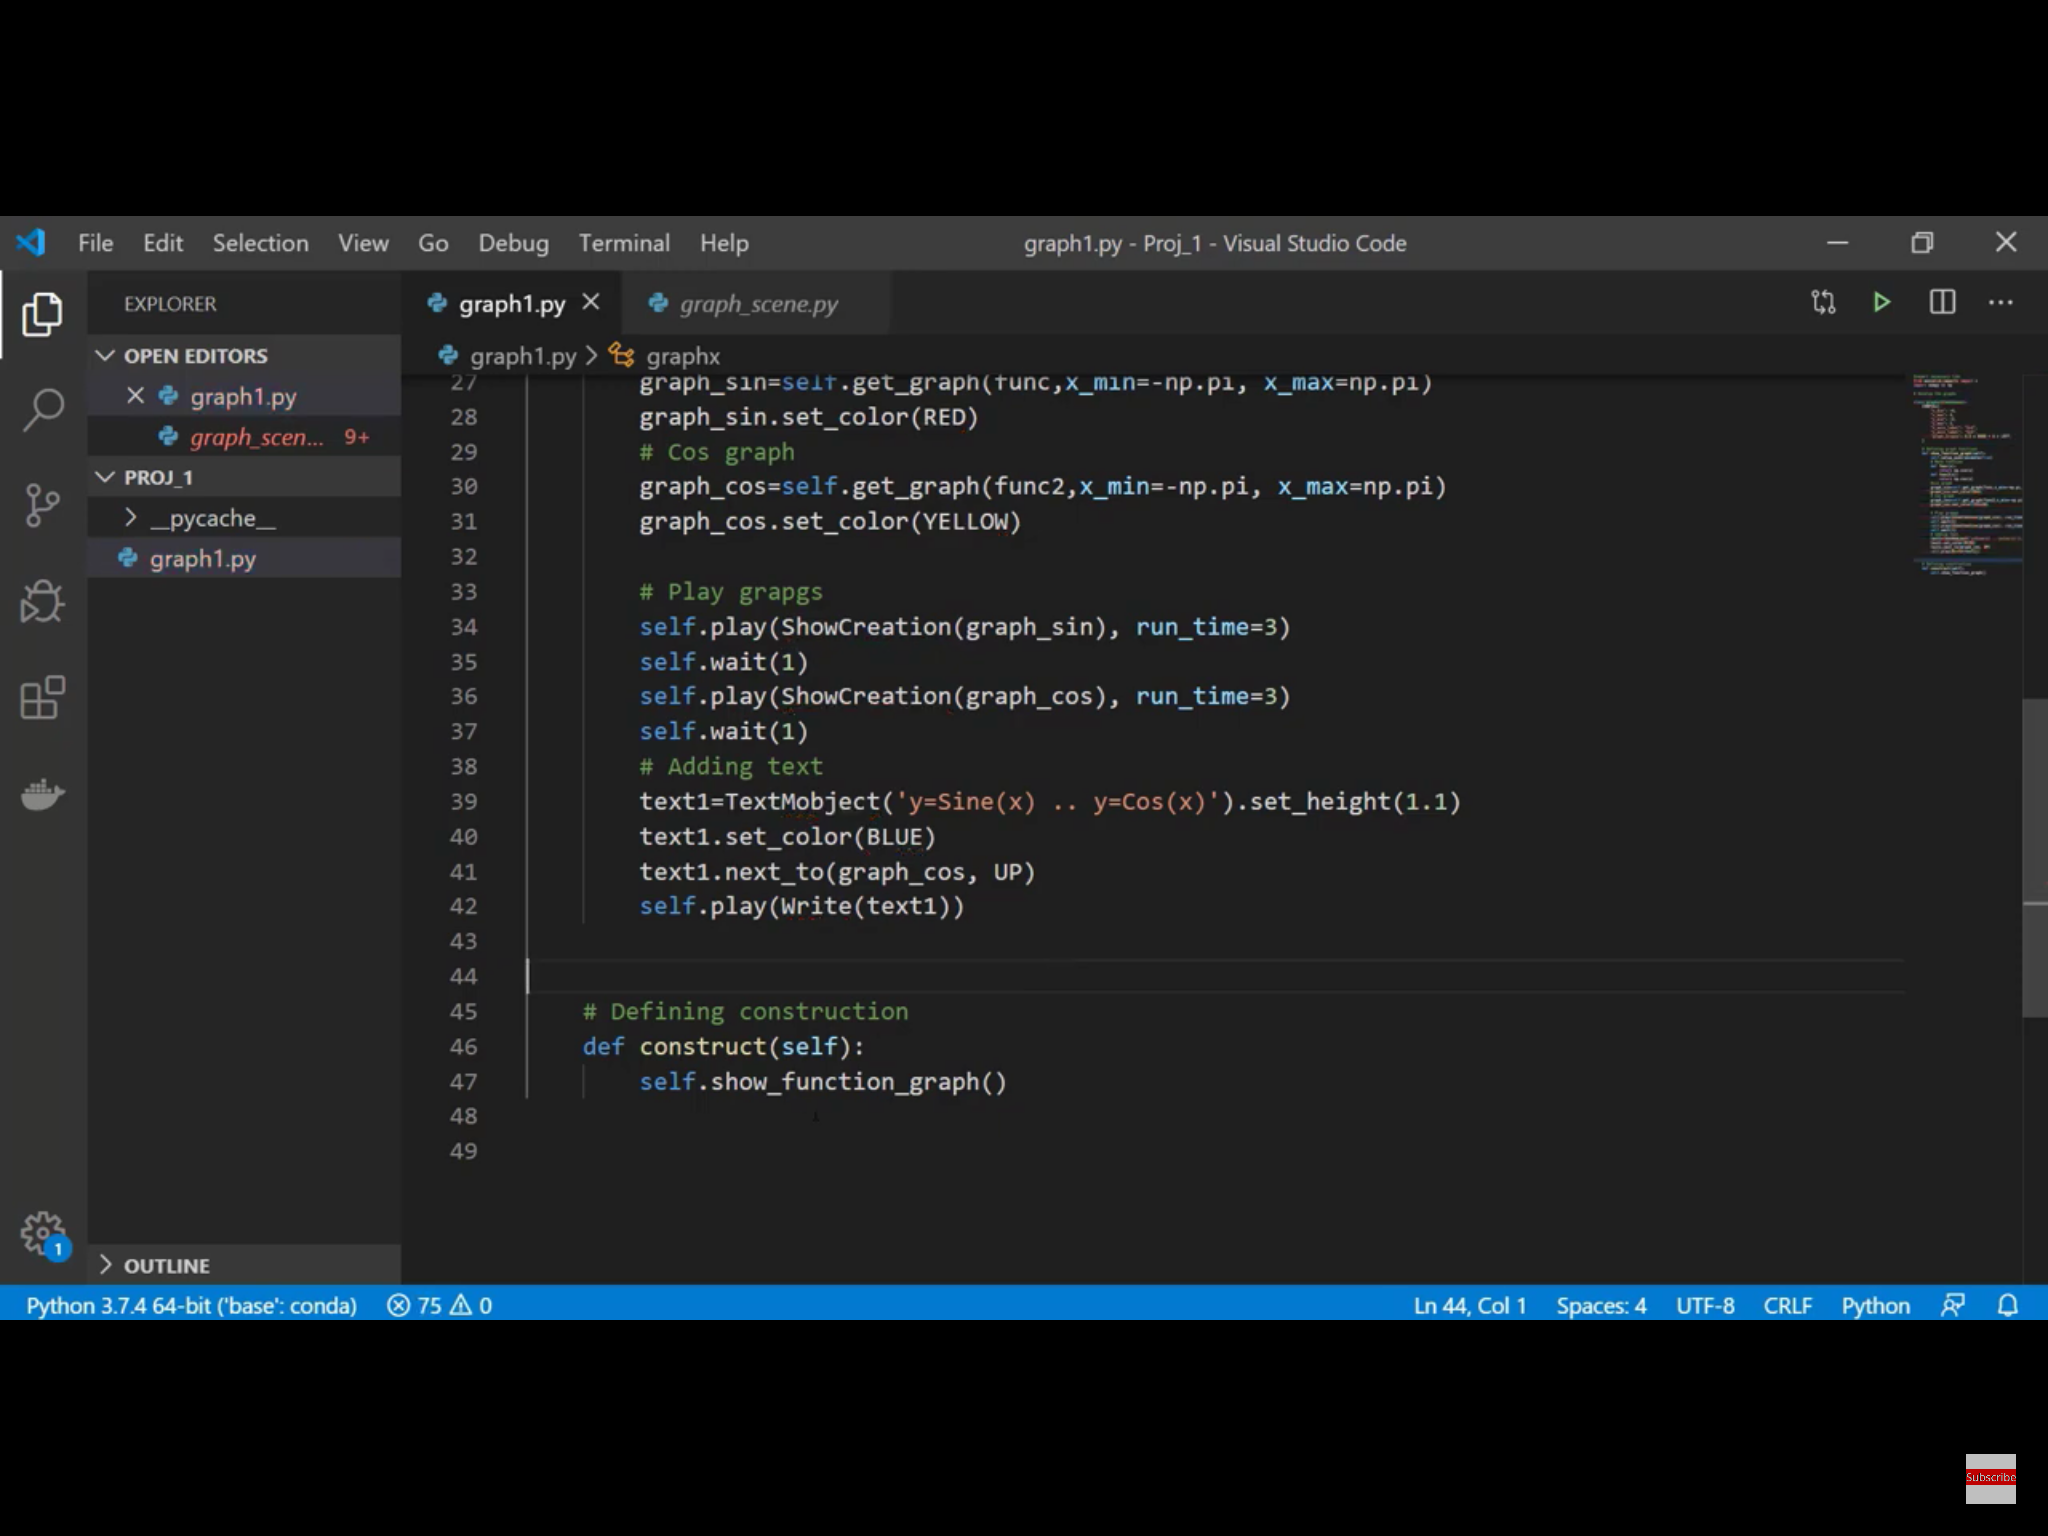 File Edit Selection View Go Debug Terminal Help graph1.py - Proj_1 - Visual Studio Code
EXPLORER
OPEN EDITORS
graph1.py
graph_scen... 9+
PROJ_1
__pycache__
graph1.py
OUTLINE
graph1.py graph_scene.py
graph1.py > graphx
27 graph_sin=self.get_graph(func,x_min=-np.pi, x_max=np.pi)
28 graph_sin.set_color(RED)
29 # Cos graph
30 graph_cos=self.get_graph(func2,x_min=-np.pi, x_max=np.pi)
31 graph_cos.set_color(YELLOW)
32
33 # Play grapgs
34 self.play(ShowCreation(graph_sin), run_time=3)
35 self.wait(1)
36 self.play(ShowCreation(graph_cos), run_time=3)
37 self.wait(1)
38 # Adding text
39 text1=TextMobject('y=Sine(x) .. y=Cos(x)').set_height(1.1)
40 text1.set_color(BLUE)
41 text1.next_to(graph_cos, UP)
42 self.play(Write(text1))
43
44
45 # Defining construction
46 def construct(self):
47 self.show_function_graph()
48
49
1
Python 3.7.4 64-bit ('base': conda) 75 0 Ln 44, Col 1 Spaces: 4 UTF-8 CRLF Python
Subscribe